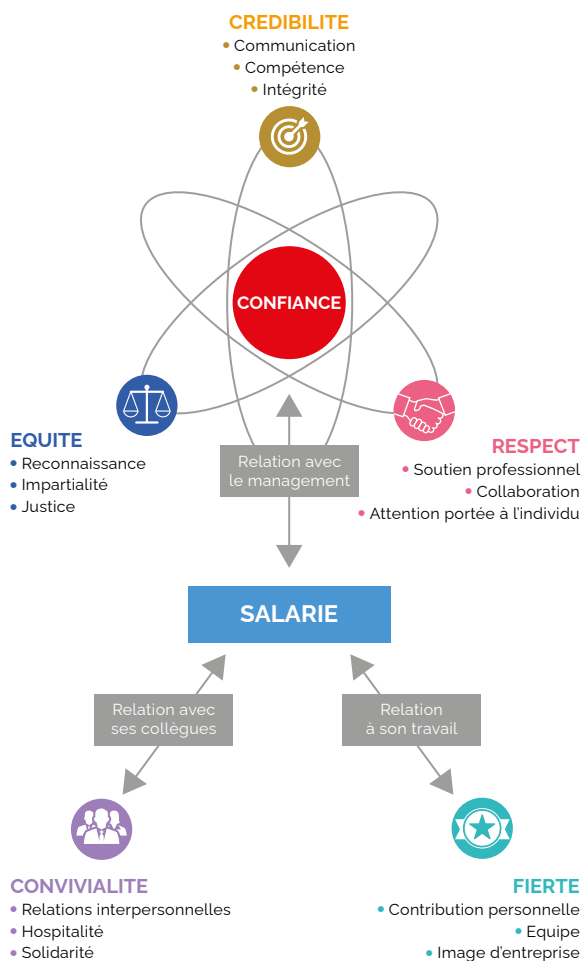 CREDIBILITE
• Communication
• Compétence
• Intégrité
CONFIANCE
EQUITE
• Reconnaissance
• Impartialité
• Justice
RESPECT
• Soutien professionnel
• Collaboration
• Attention portée à l'individu
Relation avec
le management
SALARIE
Relation avec
ses collègues
Relation
à son travail
CONVIVIALITE
• Relations interpersonnelles
• Hospitalité
• Solidarité
FIERTE
• Contribution personnelle
• Equipe
• Image d'entreprise